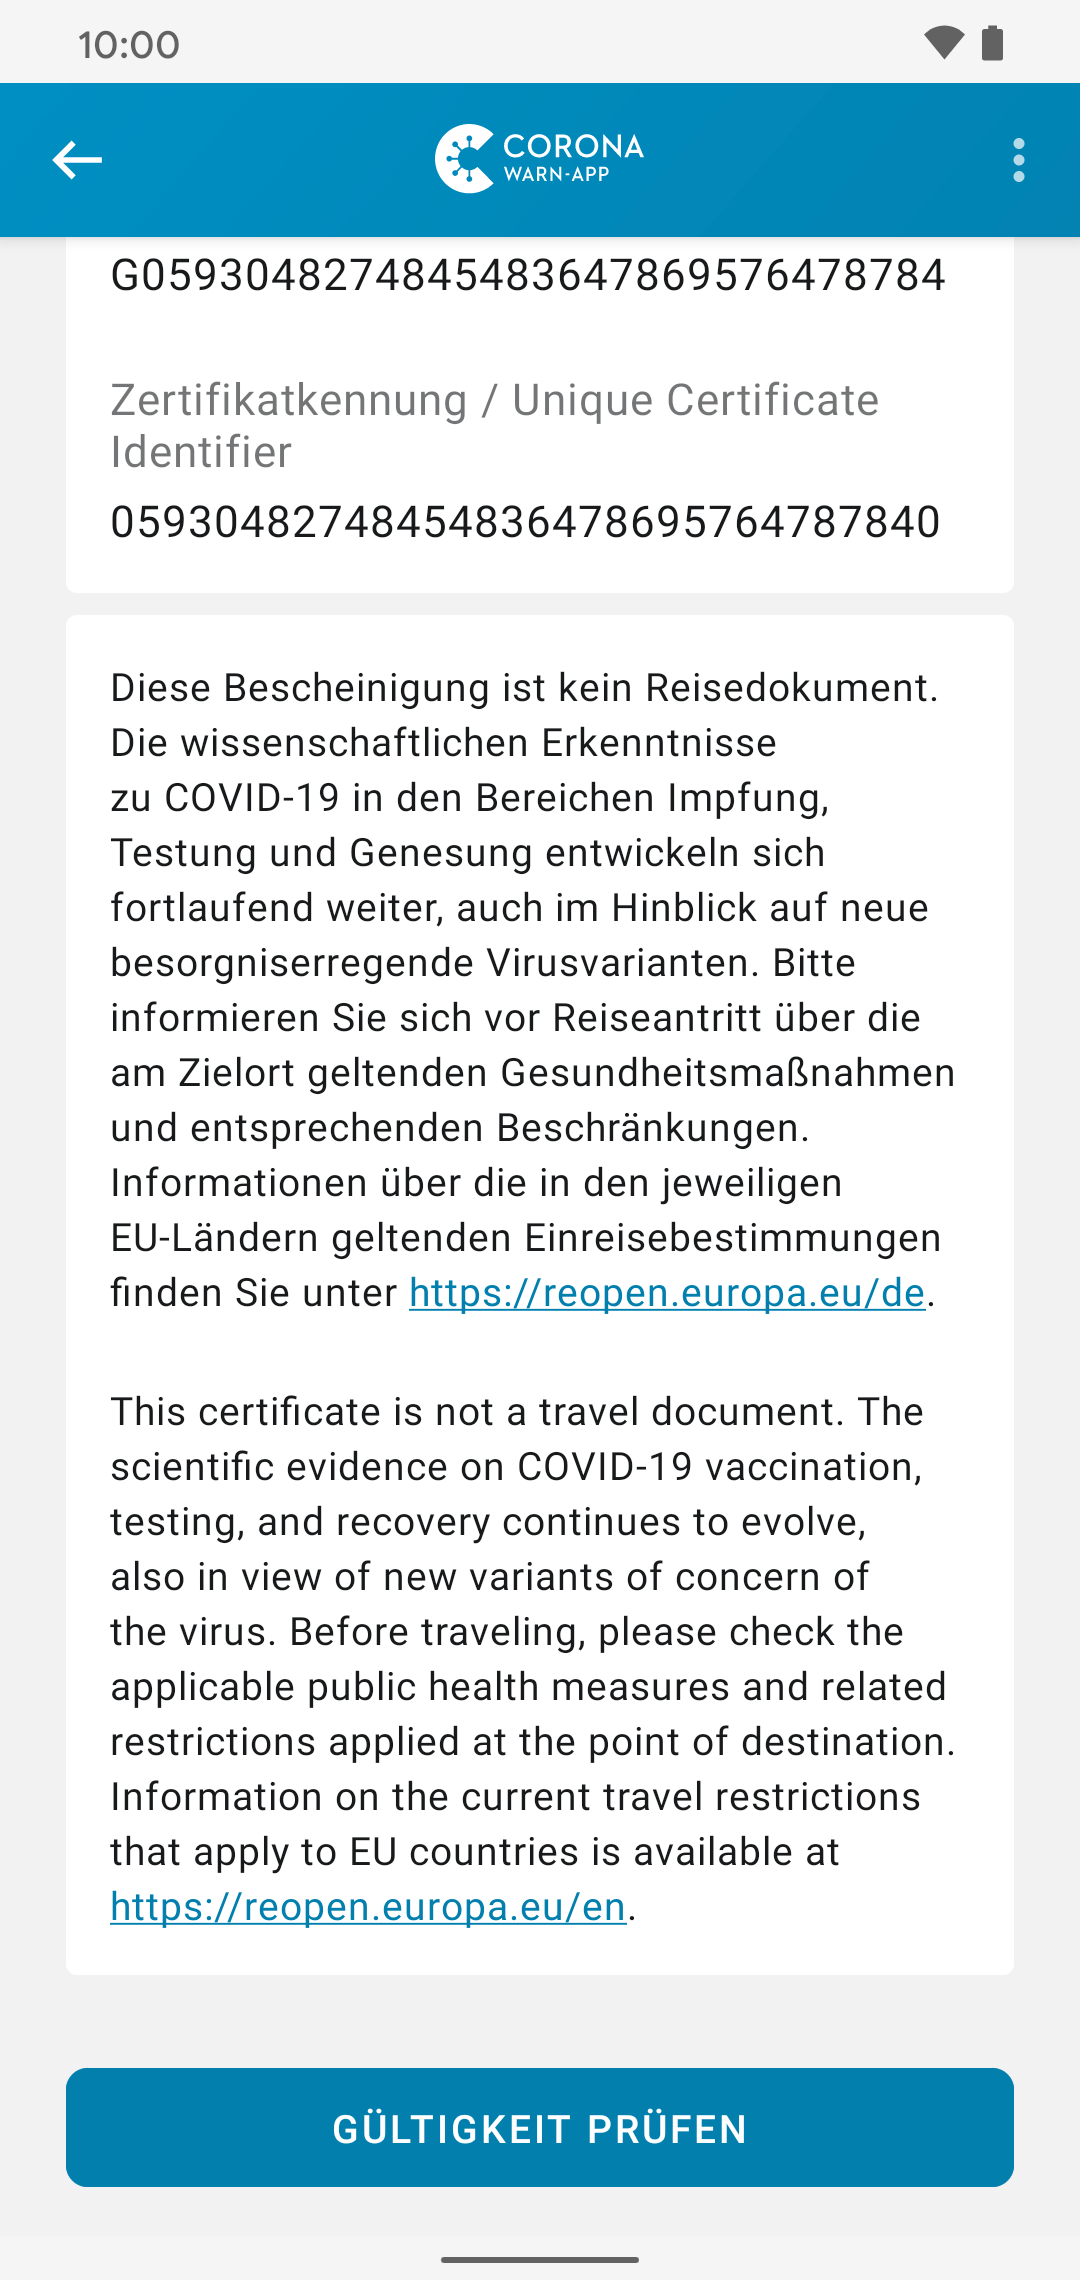 10:00
CORONA
WARN-APP
G0593048274845483647869576478784
Zertifikatkennung / Unique Certificate
Identifier
05930482748454836478695764787840
Diese Bescheinigung ist kein Reisedokument.
Die wissenschaftlichen Erkenntnisse
zu COVID-19 in den Bereichen Impfung,
Testung und Genesung entwickeln sich
fortlaufend weiter, auch im Hinblick auf neue
besorgniserregende Virusvarianten. Bitte
informieren Sie sich vor Reiseantritt über die
am Zielort geltenden Gesundheitsmaßnahmen
und entsprechenden Beschränkungen.
Informationen über die in den jeweiligen
EU-Ländern geltenden Einreisebestimmungen
finden Sie unter https://reopen.europa.eu/de.
This certificate is not a travel document. The
scientific evidence on COVID-19 vaccination,
testing, and recovery continues to evolve,
also in view of new variants of concern of
the virus. Before traveling, please check the
applicable public health measures and related
restrictions applied at the point of destination.
Information on the current travel restrictions
that apply to EU countries is available at
https://reopen.europa.eu/en.
GÜLTIGKEIT PRÜFEN